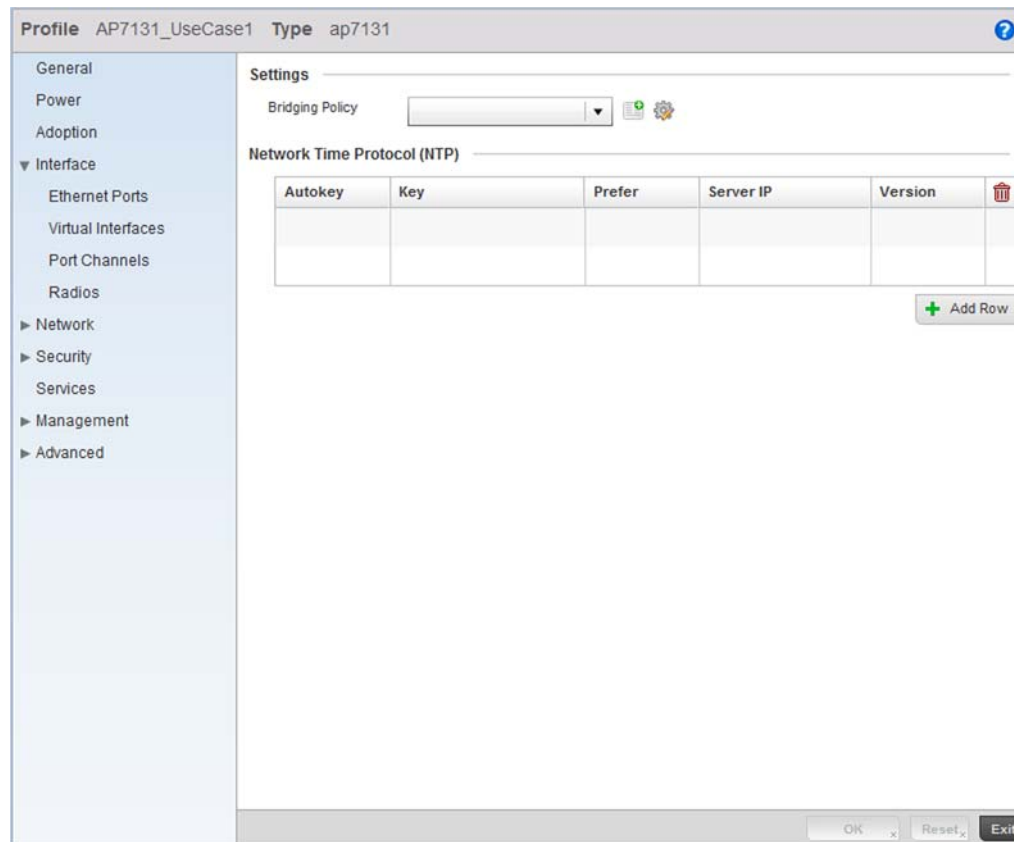 Profile AP7131_UseCase1 Type ap7131 ?
General
Power
Adoption
Interface
Ethernet Ports
Virtual Interfaces
Port Channels
Radios
Network
Security
Services
Management
Advanced
Settings
Bridging Policy
Network Time Protocol (NTP)
Autokey Key Prefer Server IP Version
Add Row
OK Reset Exit